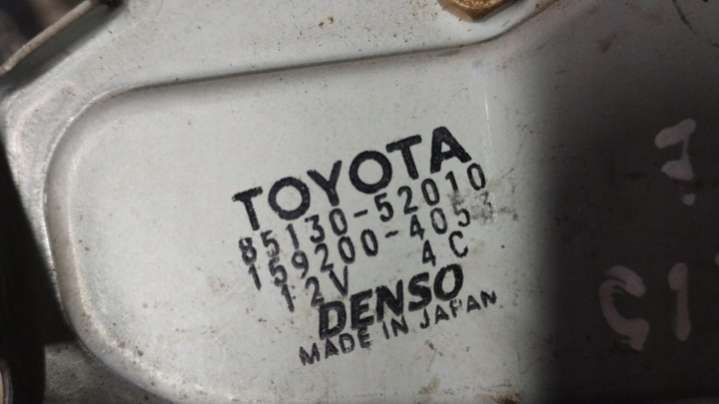 TOYOTA
85130-52010
159200-4053
12V 4C
DENSO
MADE IN JAPAN